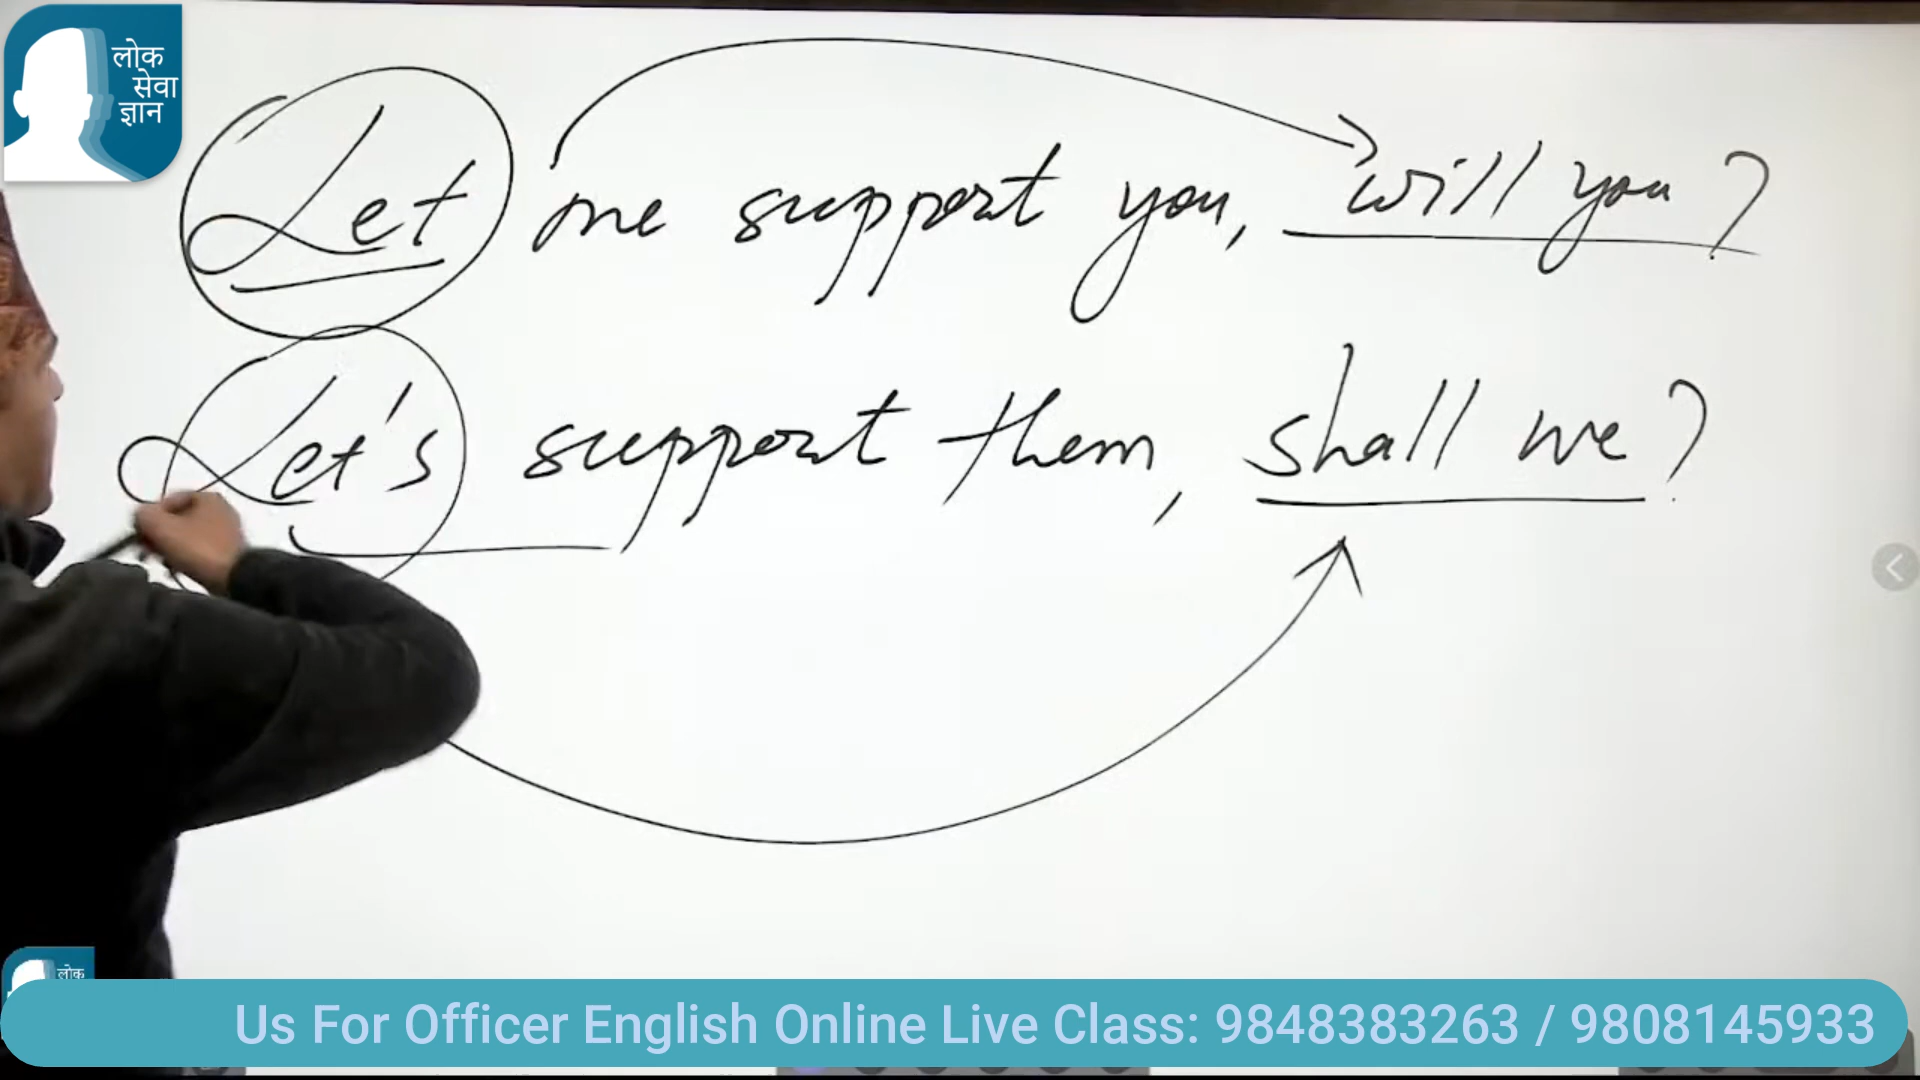 लोक
सेवा
ज्ञान
Let me support you, will you?
Let's support them, shall we?
लोक
Us For Officer English Online Live Class: 9848383263 / 9808145933